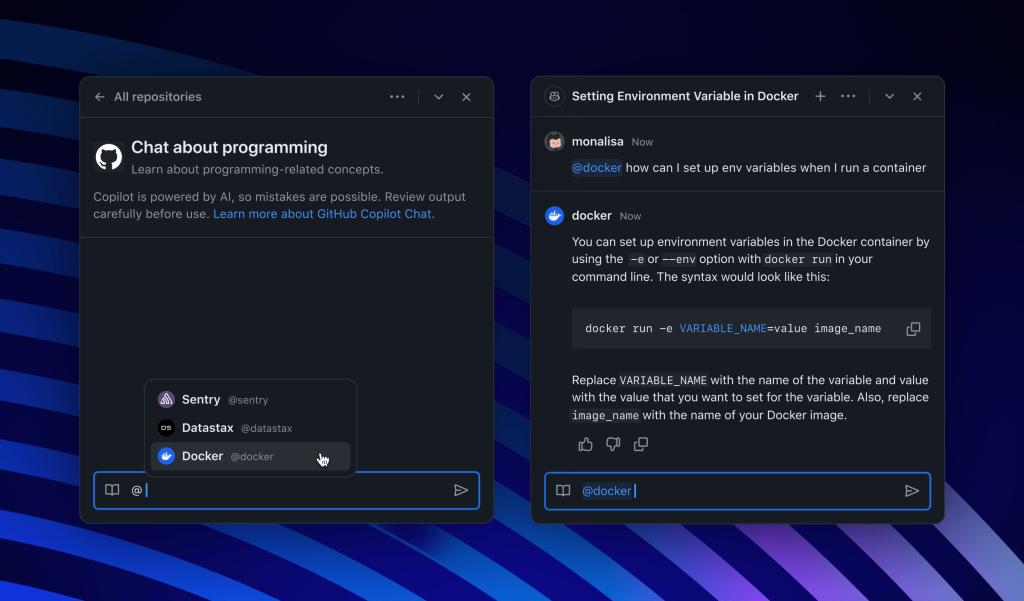 All repositories
Chat about programming
Learn about programming-related concepts.
Copilot is powered by AI, so mistakes are possible. Review output
carefully before use. Learn more about GitHub Copilot Chat.
Sentry @sentry
DS Datastax @datastax
Docker @docker
@
Setting Environment Variable in Docker
monalisa Now
@docker how can I set up env variables when I run a container
docker Now
You can set up environment variables in the Docker container by
using the -e or --env option with docker run in your
command line. The syntax would look like this:
docker run -e VARIABLE_NAME=value image_name
Replace VARIABLE_NAME with the name of the variable and value
with the value that you want to set for the variable. Also, replace
image_name with the name of your Docker image.
@docker